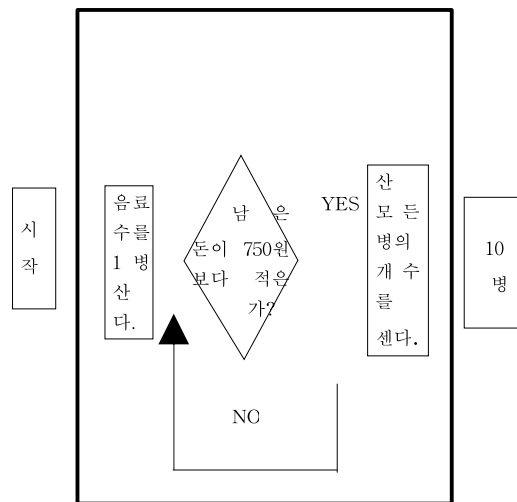 시
작
음료
수를
1 병
산
다.
남 은
돈이 750원
보다 적은
가?
YES
산
모 든
병의
개 수
를
센다.
10
병
NO